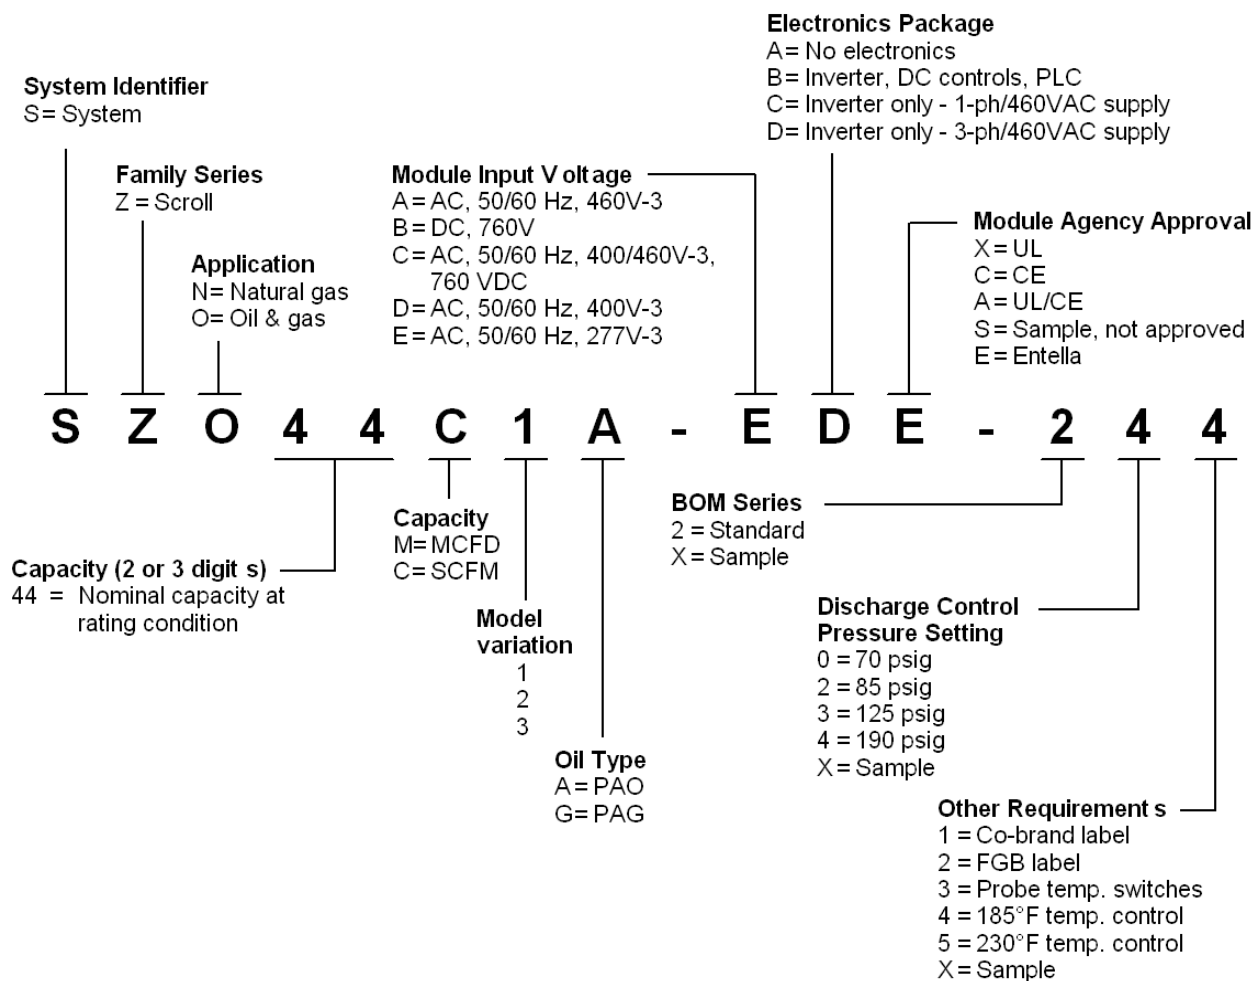 Electronics Package
A= No electronics
B= Inverter, DC controls, PLC
C= Inverter only - 1-ph/460VAC supply
D= Inverter only - 3-ph/460VAC supply
System Identifier
S= System
Family Series
Z = Scroll
Module Input Voltage
A= AC, 50/60 Hz, 460V-3
B= DC, 760V
C= AC, 50/60 Hz, 400/460V-3,
760 VDC
D= AC, 50/60 Hz, 400V-3
E= AC, 50/60 Hz, 277V-3
Module Agency Approval
X= UL
C= CE
A= UL/CE
S= Sample, not approved
E= Entella
Application
N= Natural gas
O= Oil & gas
S Z O 4 4 C 1 A - E D E - 2 4 4
Capacity (2 or 3 digit s)
44 = Nominal capacity at
rating condition
Capacity
M= MCFD
C= SCFM
Model
variation
1
2
3
Oil Type
A= PAO
G= PAG
BOM Series
2 = Standard
X= Sample
Discharge Control
Pressure Setting
0 = 70 psig
2 = 85 psig
3 = 125 psig
4 = 190 psig
X= Sample
Other Requirement s
1 = Co-brand label
2 = FGB label
3 = Probe temp. switches
4 = 185°F temp. control
5 = 230°F temp. control
X= Sample